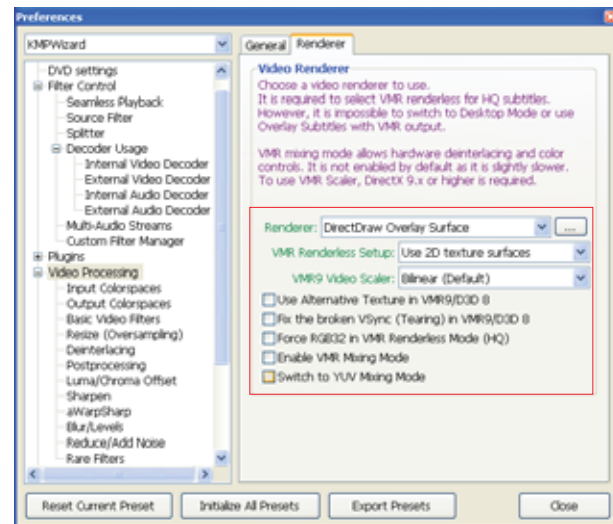 Preferences
KMPWizard
DVD settings
Filter Control
Seamless Playback
Source Filter
Splitter
Decoder Usage
Internal Video Decoder
External Video Decoder
Internal Audio Decoder
External Audio Decoder
Multi-Audio Streams
Custom Filter Manager
Plugins
Video Processing
Input Colorspaces
Output Colorspaces
Basic Video Filters
Resize (Oversampling)
Deinterlacing
Postprocessing
Luma/Chroma Offset
Sharpen
aWarpSharp
Blur/Levels
Reduce/Add Noise
Rare Filters
General Renderer
Video Renderer
Choose a video renderer to use.
It is required to select VMR renderless for HQ subtitles.
However, it is impossible to switch to Desktop Mode or use
Overlay Subtitles with VMR output.
VMR mixing mode allows hardware deinterlacing and color
controls. It is not enabled by default as it is slightly slower.
To use VMR Scaler, DirectX 9.x or higher is required.
Renderer: DirectDraw Overlay Surface ...
VMR Renderless Setup: Use 2D texture surfaces
VMR9 Video Scaler: Bilinear (Default)
Use Alternative Texture in VMR9/D3D 8
Fix the broken VSync (Tearing) in VMR9/D3D 8
Force RGB32 in VMR Renderless Mode (HQ)
Enable VMR Mixing Mode
Switch to YUV Mixing Mode
Reset Current Preset Initialize All Presets Export Presets Close